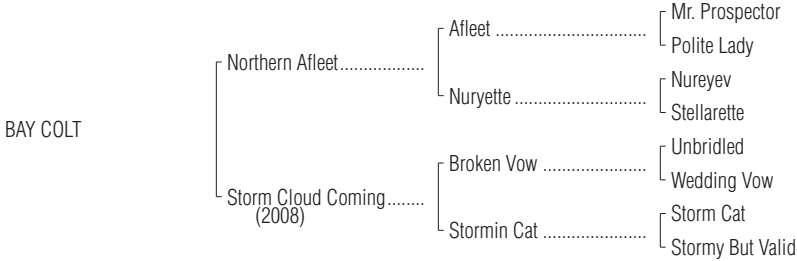 Mr. Prospector
Afleet ................................
Polite Lady
Northern Afleet..................
Nureyev
Nuryette ............................
Stellarette
BAY COLT
Unbridled
Broken Vow ......................
Wedding Vow
Storm Cloud Coming........
(2008)
Storm Cat
Stormin Cat ......................
Stormy But Valid